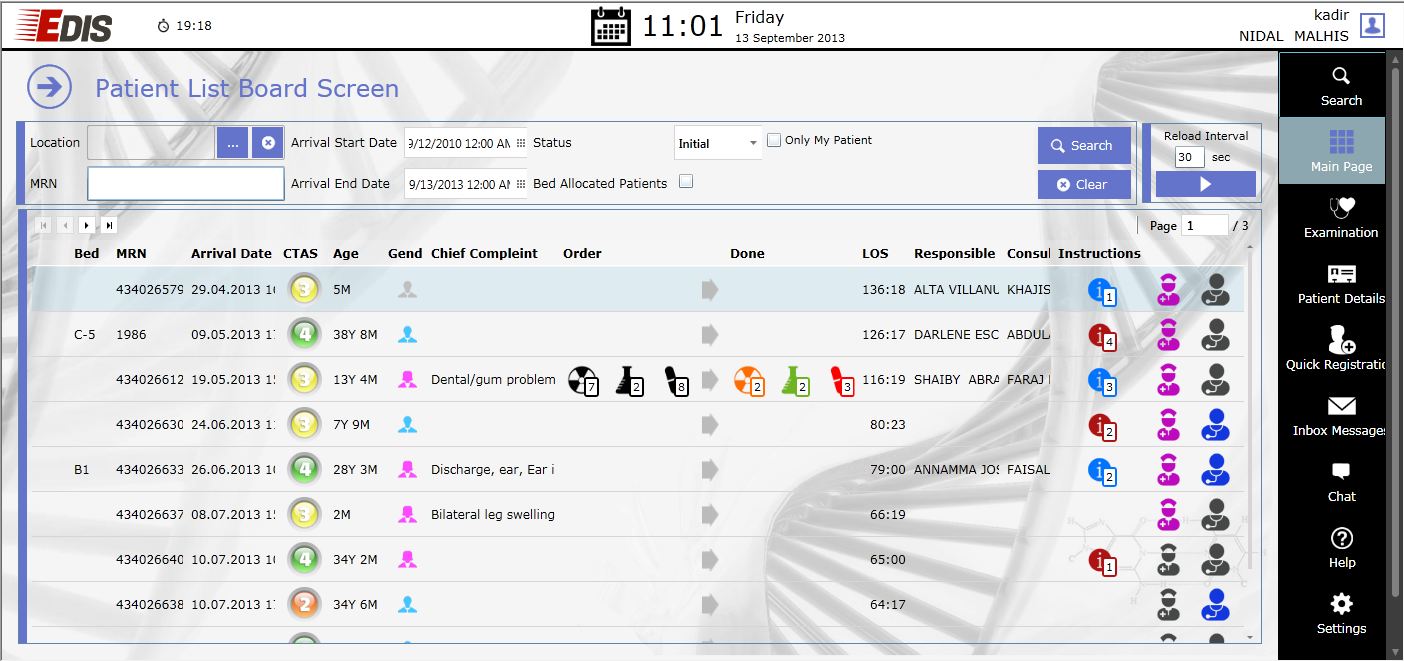 EDIS
19:18
11:01
Friday
13 September 2013
kadir
NIDAL MALHIS
Patient List Board Screen
Location ... Arrival Start Date 9/12/2010 12:00 AM Status Initial Only My Patient Search
MRN Arrival End Date 9/13/2013 12:00 AM Bed Allocated Patients Clear
Reload Interval
30 sec
Page 1 / 3
Bed MRN Arrival Date CTAS Age Gend Chief Compleint Order Done LOS Responsible Consul Instructions
434026579 29.04.2013 3 5M 136:18 ALTA VILLANU KHAJIS i 1
C-5 1986 09.05.2013 4 38Y 8M 126:17 DARLENE ESC ABDUL i 4
434026612 19.05.2013 3 13Y 4M Dental/gum problem 7 2 8 2 2 3 116:19 SHAIBY ABRA FARAJ i 3
434026630 24.06.2013 3 7Y 9M 80:23 i 2
B1 434026633 26.06.2013 4 28Y 3M Discharge, ear, Ear i 79:00 ANNAMMA JOS FAISAL i 2
434026637 08.07.2013 3 2M Bilateral leg swelling 66:19
434026640 10.07.2013 4 34Y 2M 65:00 i 1
434026638 10.07.2013 2 34Y 6M 64:17
Search
Main Page
Examination
Patient Details
Quick Registratio
Inbox Messages
Chat
Help
Settings